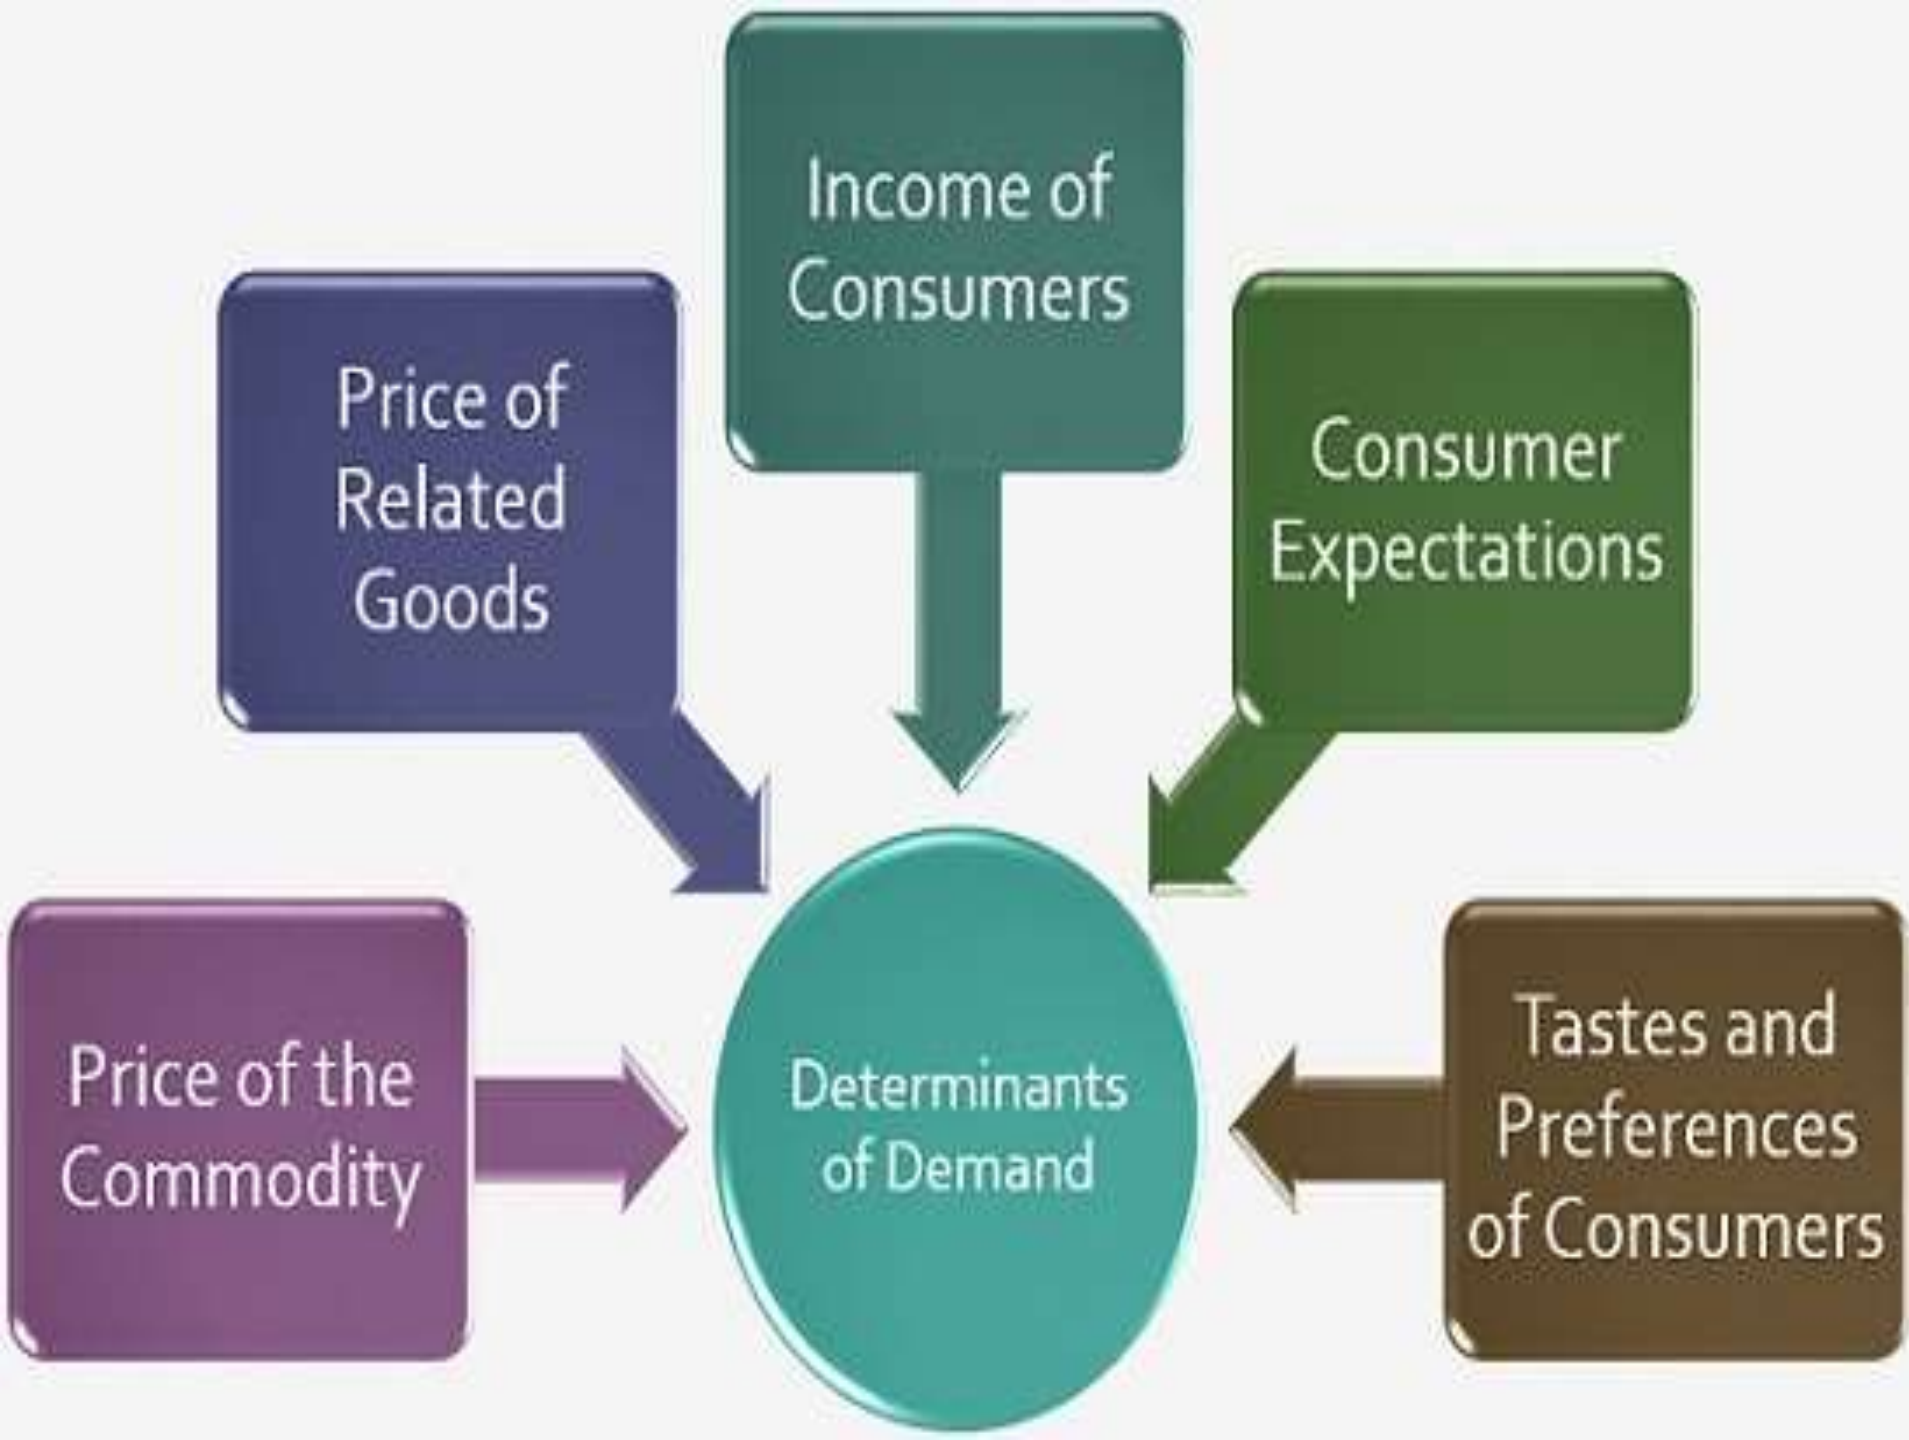 Income of
Consumers
Price of
Related
Goods
Consumer
Expectations
Price of the
Commodity
Determinants
of Demand
Tastes and
Preferences
of Consumers